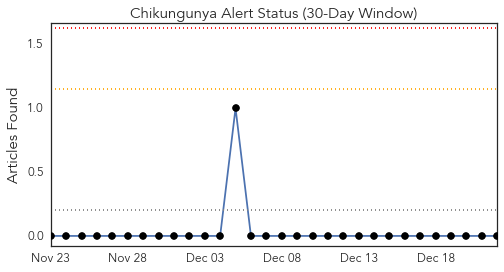 Chikungunya Alert Status (30-Day Window)
Articles Found
1.5
1.0
0.5
0.0
Nov 23 Nov 28 Dec 03 Dec 08 Dec 13 Dec 18